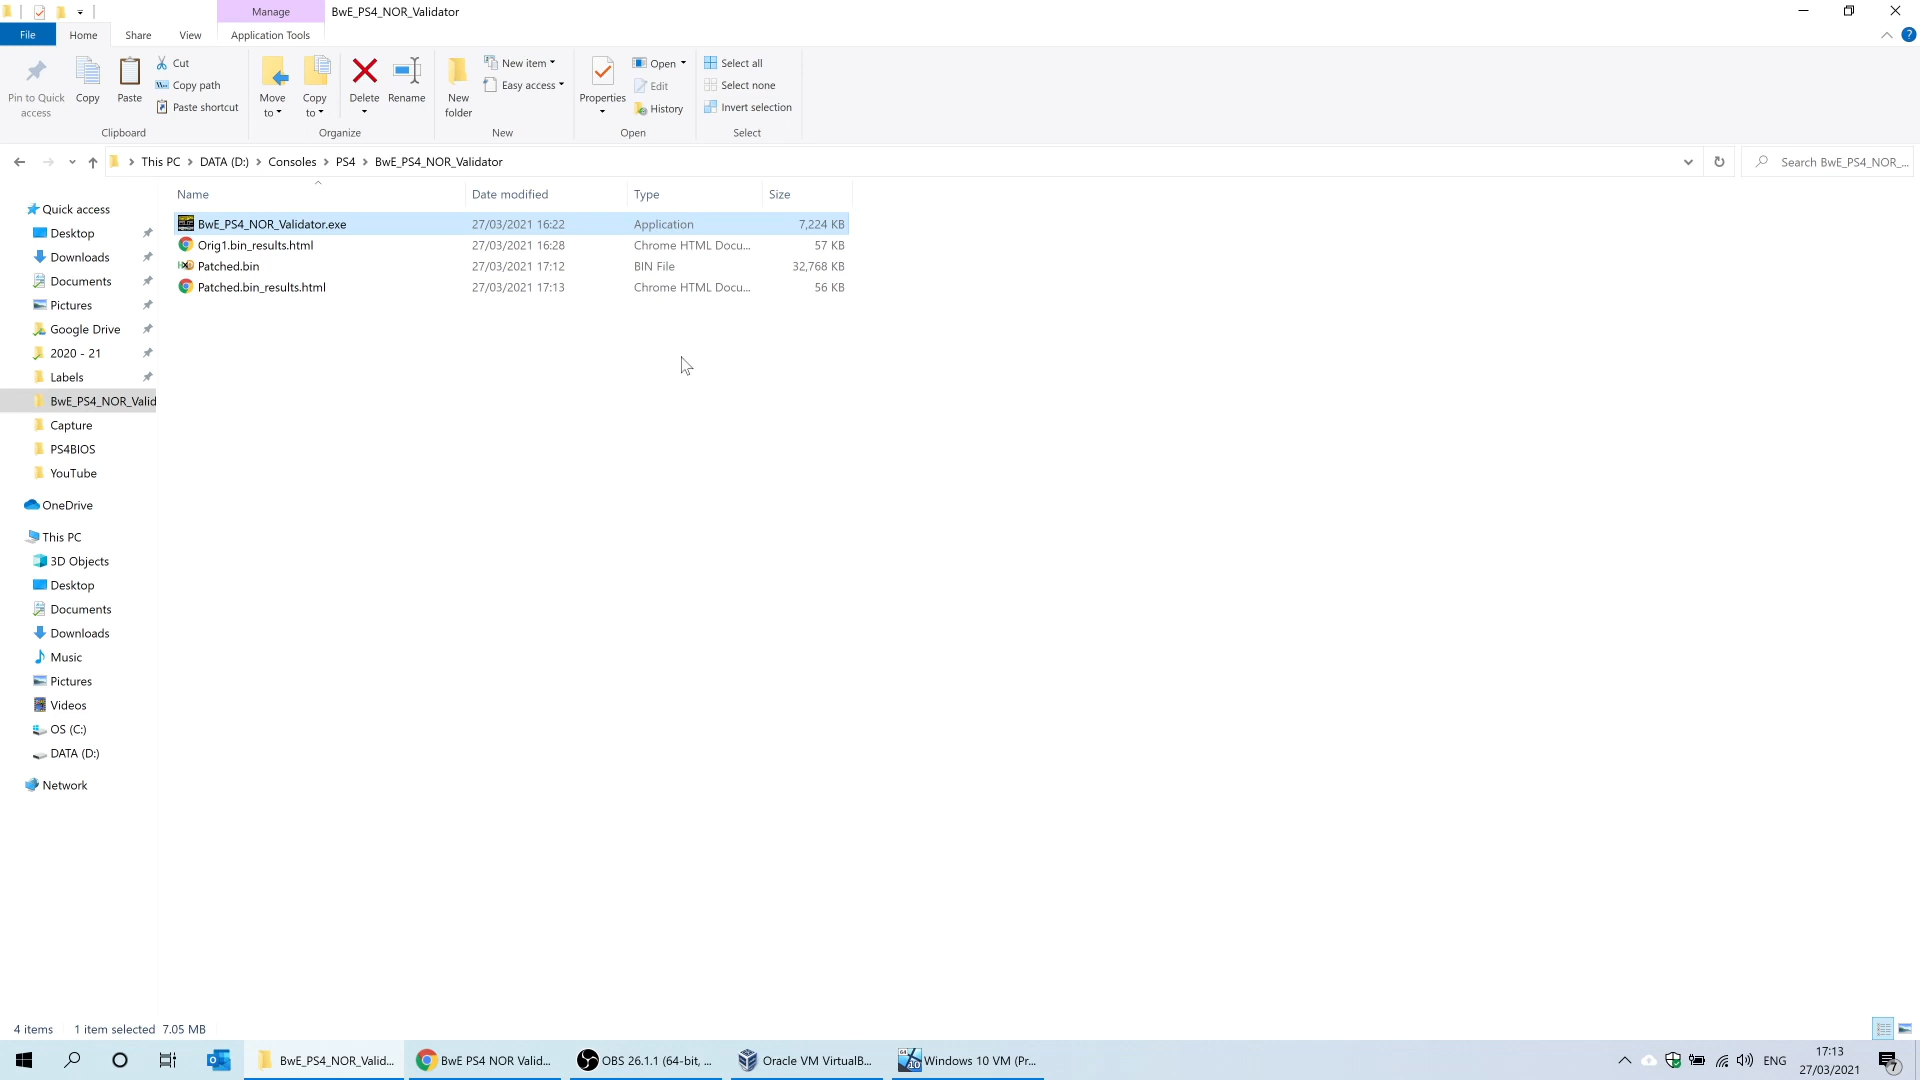 Manage
BwE_PS4_NOR_Validator
File
Home
Share
View
Application Tools
Pin to Quick
access
Copy
Paste
Cut
Copy path
Paste shortcut
Clipboard
Move
to
Copy
to
Delete
Rename
Organize
New
folder
New item
Easy access
New
Properties
Open
Edit
History
Open
Select all
Select none
Invert selection
Select
This PC
DATA (D:)
Consoles
PS4
BwE_PS4_NOR_Validator
Search BwE_PS4_NOR_...
Name
Date modified
Type
Size
BwE_PS4_NOR_Validator.exe 27/03/2021 16:22 Application 7,224 KB
Orig1.bin_results.html 27/03/2021 16:28 Chrome HTML Docu... 57 KB
Patched.bin 27/03/2021 17:12 BIN File 32,768 KB
Patched.bin_results.html 27/03/2021 17:13 Chrome HTML Docu... 56 KB
Quick access
Desktop
Downloads
Documents
Pictures
Google Drive
2020 - 21
Labels
BwE_PS4_NOR_Valid
Capture
PS4BIOS
YouTube
OneDrive
This PC
3D Objects
Desktop
Documents
Downloads
Music
Pictures
Videos
OS (C:)
DATA (D:)
Network
4 items
1 item selected 7.05 MB
BwE_PS4_NOR_Valid...
BwE PS4 NOR Valid...
OBS 26.1.1 (64-bit, ...
Oracle VM VirtualB...
Windows 10 VM (Pr...
ENG
17:13
27/03/2021
7